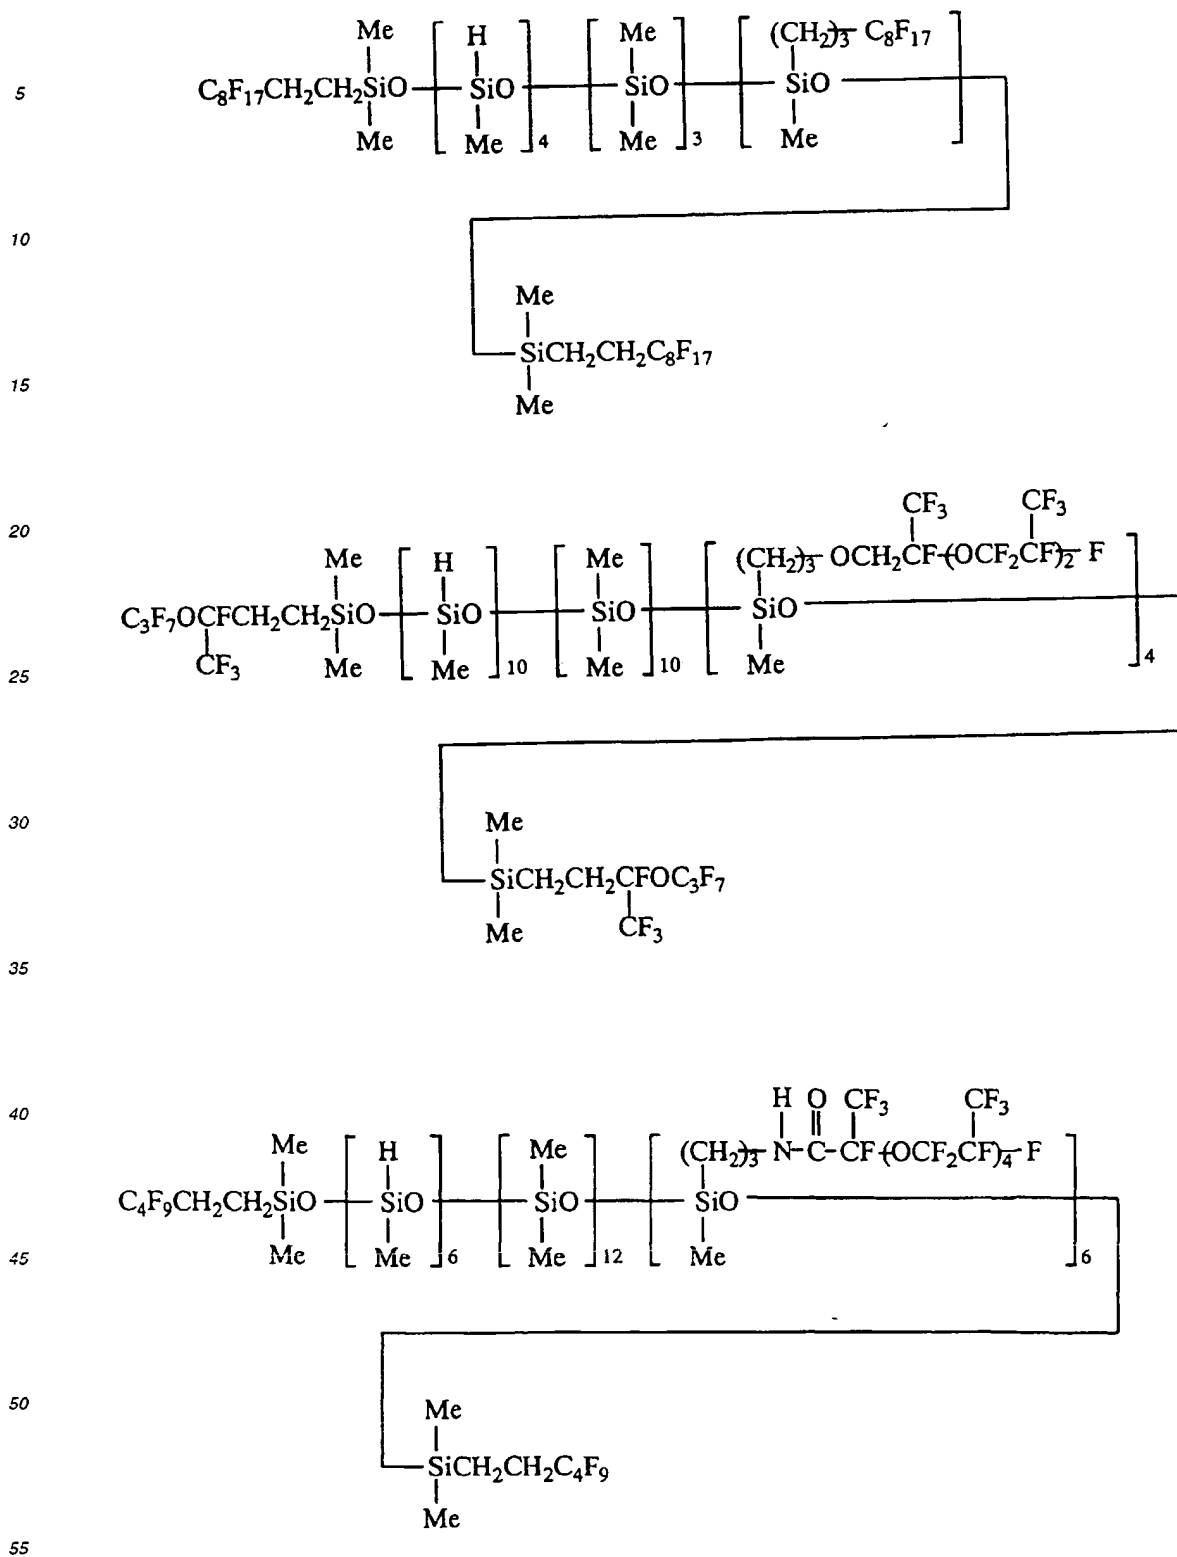 Me H Me (CH₂)₃ C₈F₁₇
5 C₈F₁₇CH₂CH₂SiO SiO SiO SiO
Me Me 4 Me 3 Me
10
Me
SiCH₂CH₂C₈F₁₇
15
Me
CF₃ CF₃
20
Me H Me (CH₂)₃ OCH₂CF (OCF₂CF)₂ F
C₃F₇OCFCH₂CH₂SiO SiO SiO SiO
CF₃ Me Me 10 Me 10 Me 4
25
30 Me
SiCH₂CH₂CFOC₃F₇
Me CF₃
35
40 H O CF₃ CF₃
Me H Me (CH₂)₃ N-C-CF (OCF₂CF)₄ F
C₄F₉CH₂CH₂SiO SiO SiO SiO
45 Me Me 6 Me 12 Me 6
50 Me
SiCH₂CH₂C₄F₉
Me
55